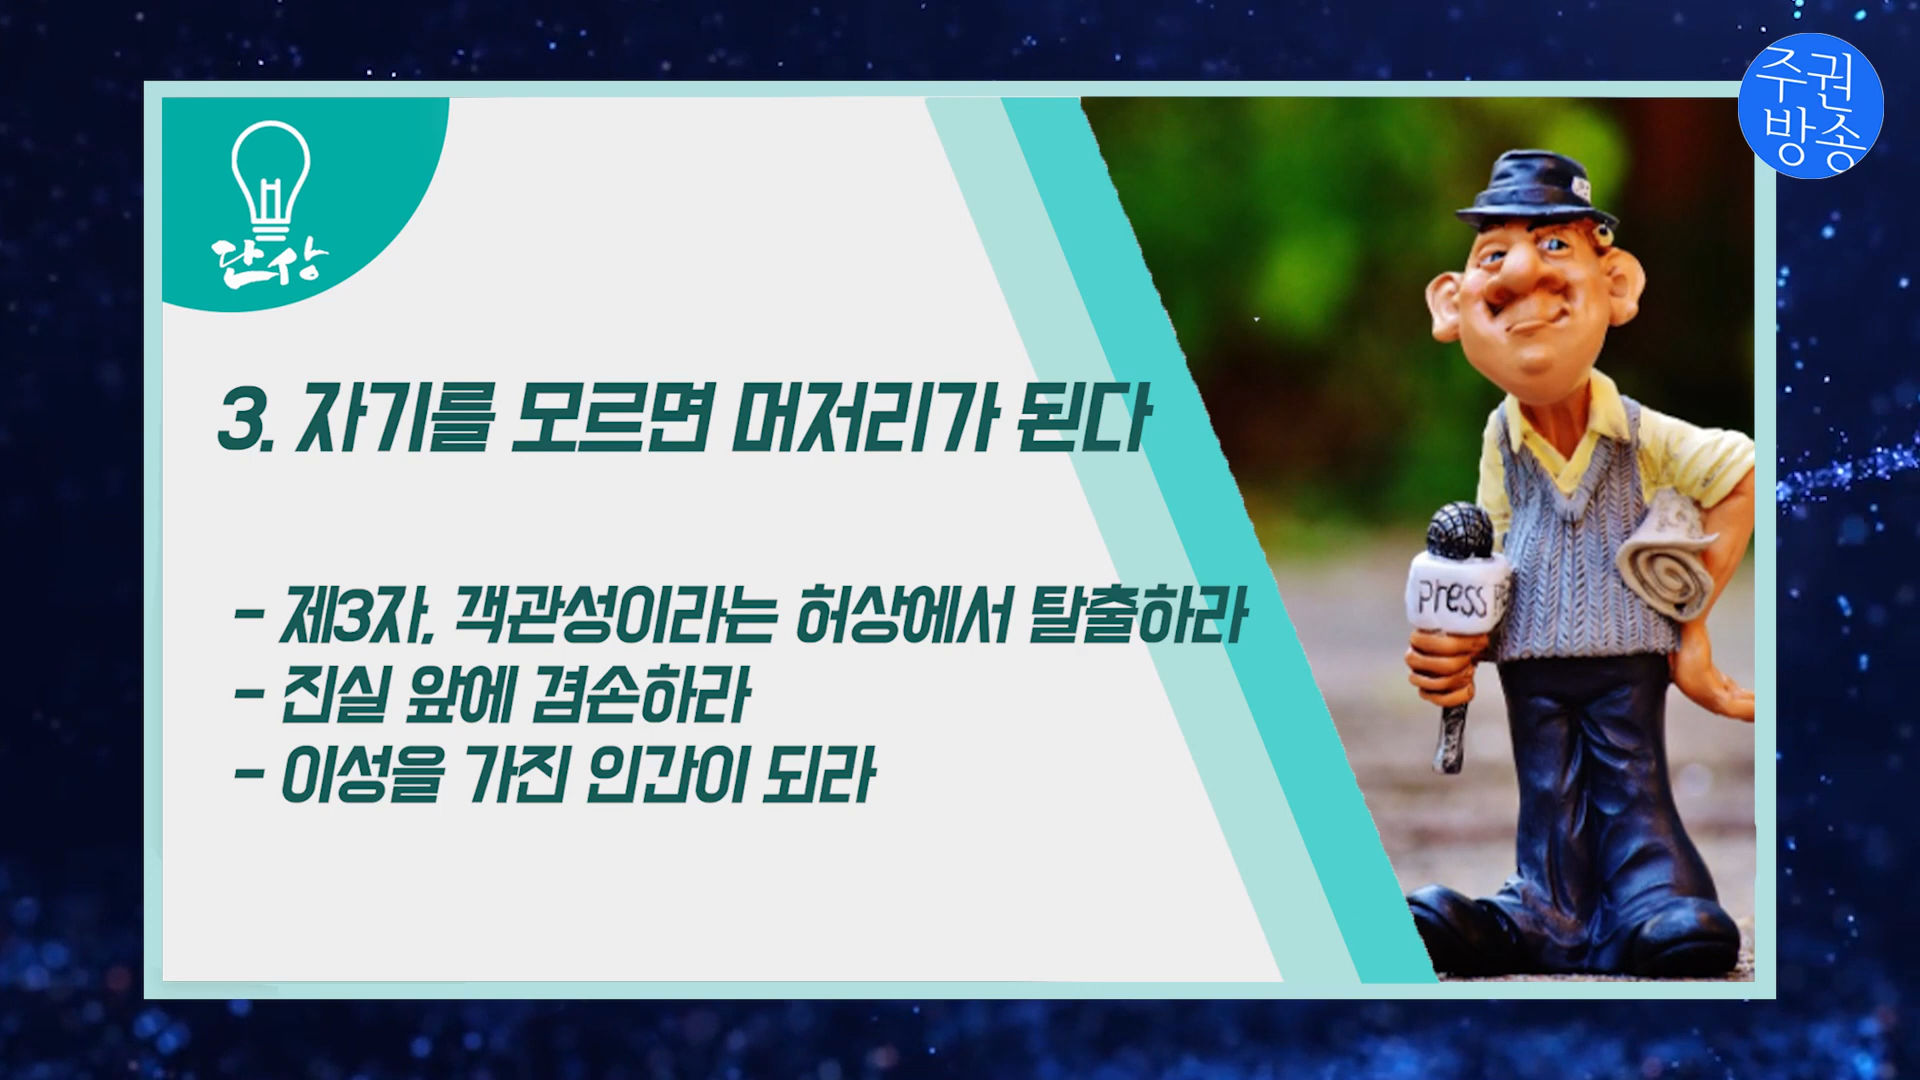 주권
방송
단상
3. 자기를 모르면 머저리가 된다
- 제3자, 객관성이라는 허상에서 탈출하라
- 진실 앞에 겸손하라
- 이성을 가진 인간이 되라
press